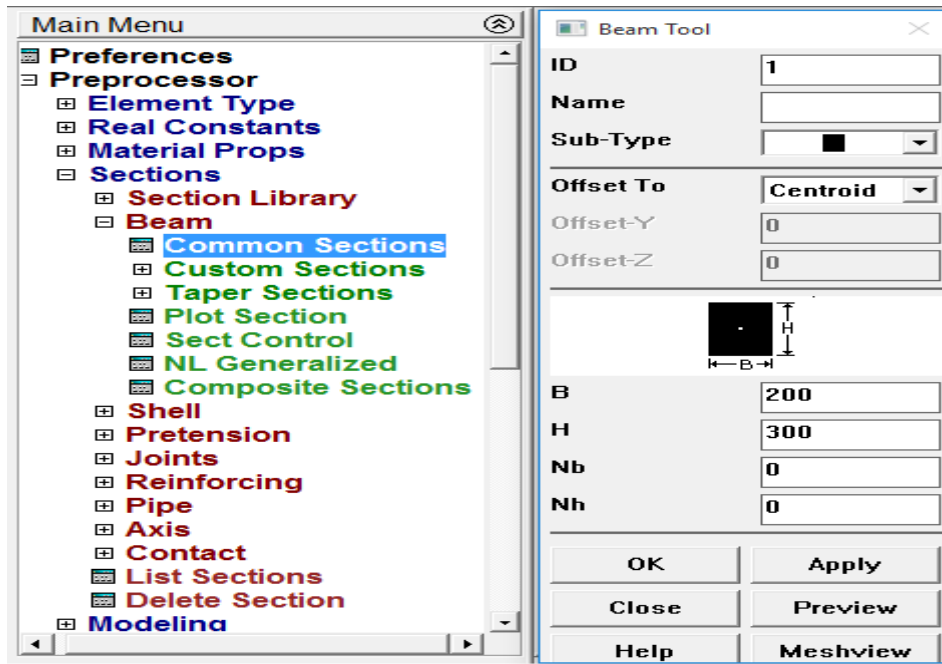 Main Menu
Preferences
Preprocessor
Element Type
Real Constants
Material Props
Sections
Section Library
Beam
Common Sections
Custom Sections
Taper Sections
Plot Section
Sect Control
NL Generalized
Composite Sections
Shell
Pretension
Joints
Reinforcing
Pipe
Axis
Contact
List Sections
Delete Section
Modeling
Beam Tool
ID 1
Name
Sub-Type
Offset To Centroid
Offset-Y 0
Offset-Z 0
H
B
B 200
H 300
Nb 0
Nh 0
OK Apply
Close Preview
Help Meshview